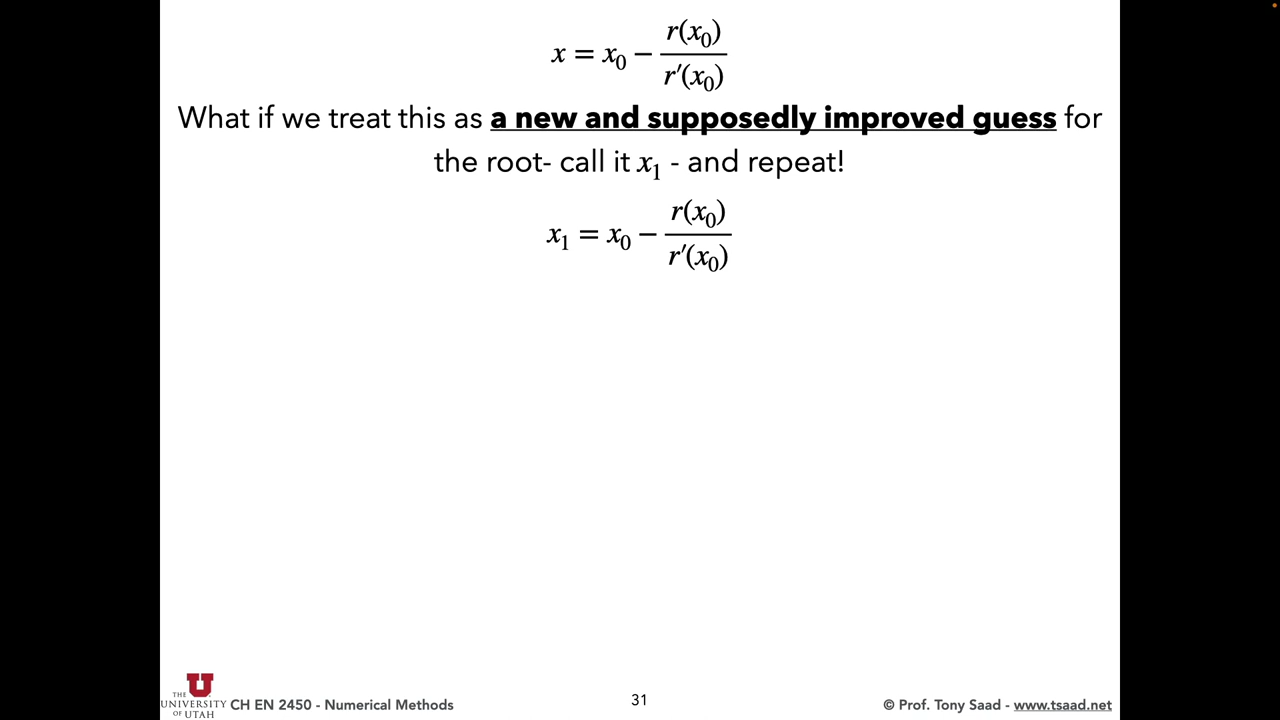 x = x₀ − r(x₀) / r′(x₀)
What if we treat this as a new and supposedly improved guess for
the root- call it x₁ - and repeat!
x₁ = x₀ − r(x₀) / r′(x₀)
U
THE
UNIVERSITY
OF UTAH
CH EN 2450 - Numerical Methods
31
© Prof. Tony Saad - www.tsaad.net